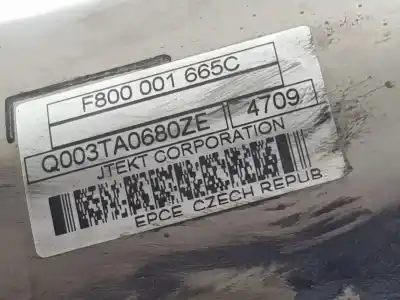 F800 001 665C
Q003TA0680ZE 4709
JTEKT CORPORATION
EPCE CZECH REPUB.